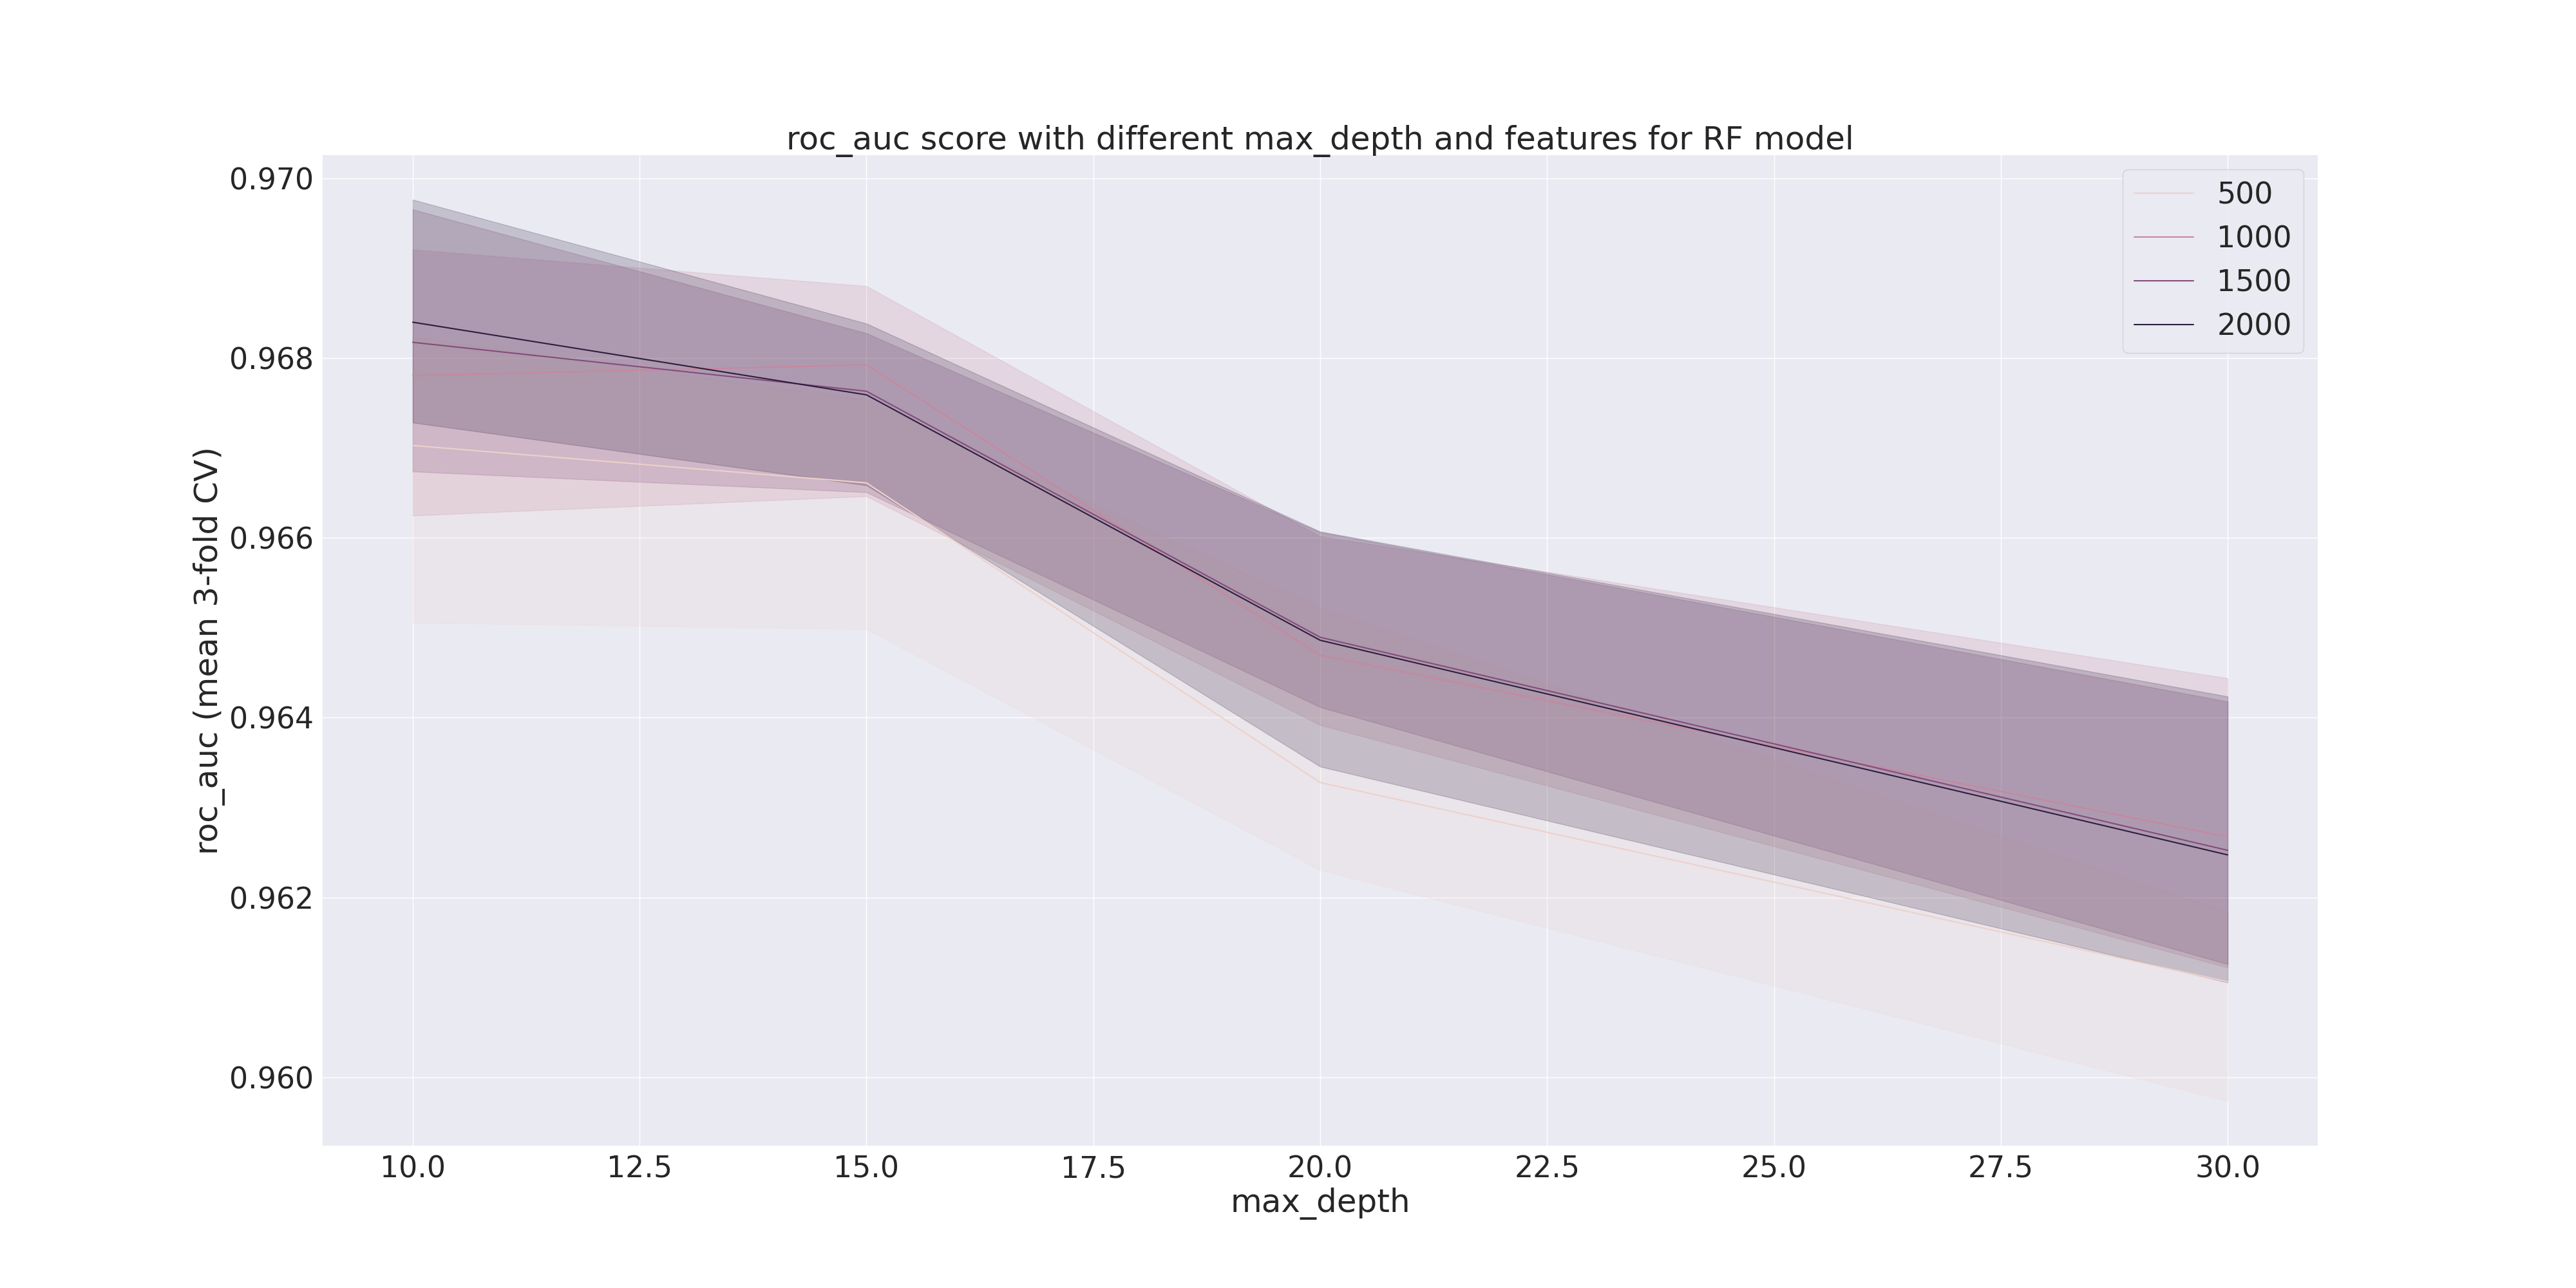 roc_auc score with different max_depth and features for RF model
0.970
0.968
0.966
0.964
0.962
0.960
roc_auc (mean 3-fold CV)
500
1000
1500
2000
10.0 12.5 15.0 17.5 20.0 22.5 25.0 27.5 30.0
max_depth